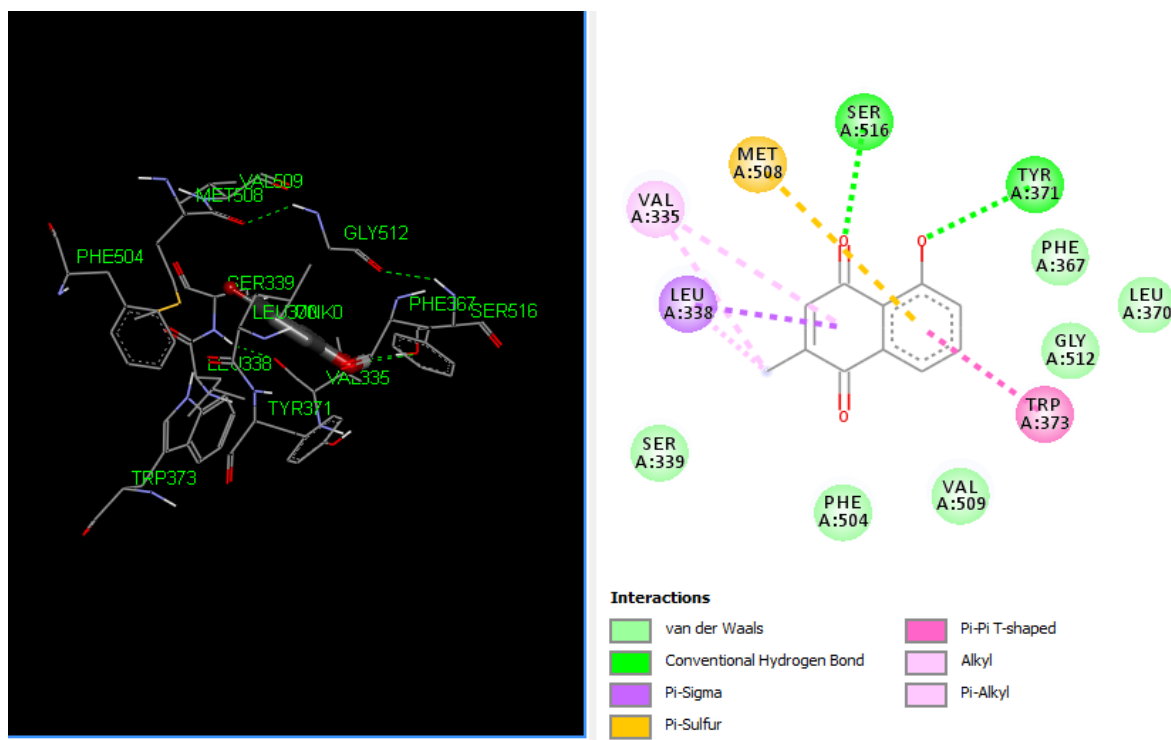 VAL509
MET508
GLY512
PHE504
SER339
PHE367
SER516
LEU338
VAL335
TYR371
TRP373
SER
A:516
MET
A:508
TYR
A:371
VAL
A:335
PHE
A:367
LEU
A:338
LEU
A:370
GLY
A:512
TRP
A:373
SER
A:339
VAL
A:509
PHE
A:504
O
O
O
Interactions
van der Waals
Conventional Hydrogen Bond
Pi-Sigma
Pi-Sulfur
Pi-Pi T-shaped
Alkyl
Pi-Alkyl